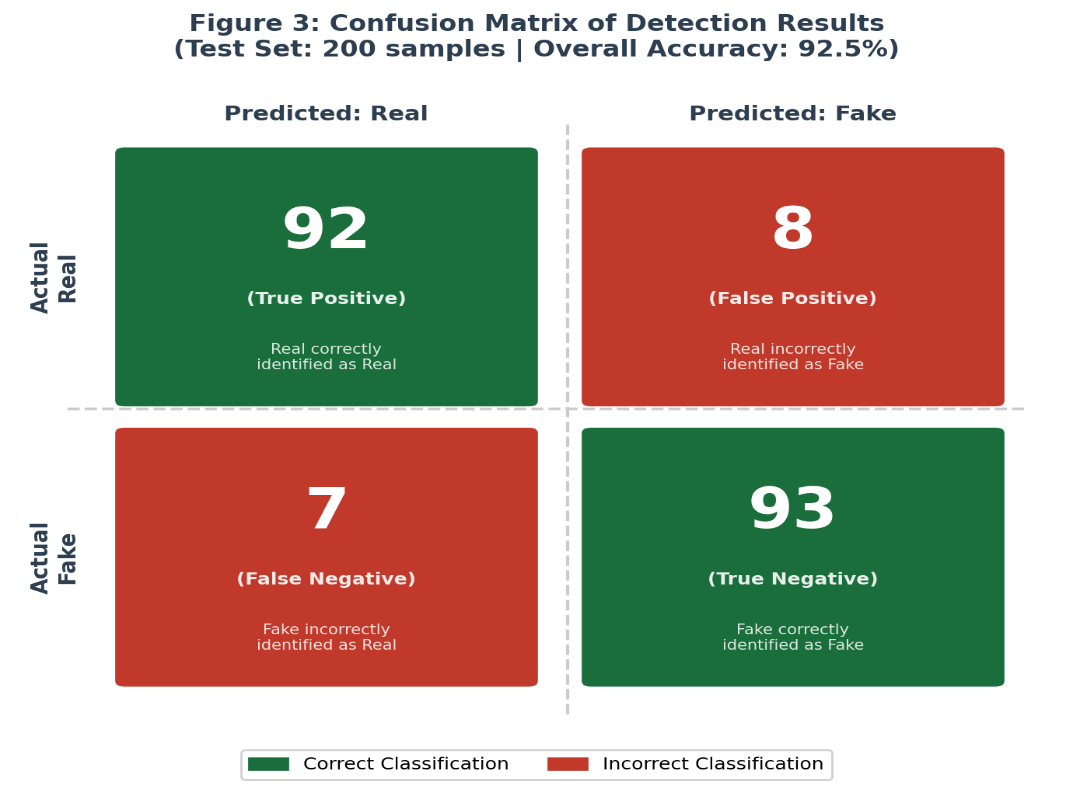 Figure 3: Confusion Matrix of Detection Results
(Test Set: 200 samples | Overall Accuracy: 92.5%)
Predicted: Real
Predicted: Fake
Actual
Real
92
(True Positive)
Real correctly
identified as Real
8
(False Positive)
Real incorrectly
identified as Fake
Actual
Fake
7
(False Negative)
Fake incorrectly
identified as Real
93
(True Negative)
Fake correctly
identified as Fake
Correct Classification
Incorrect Classification